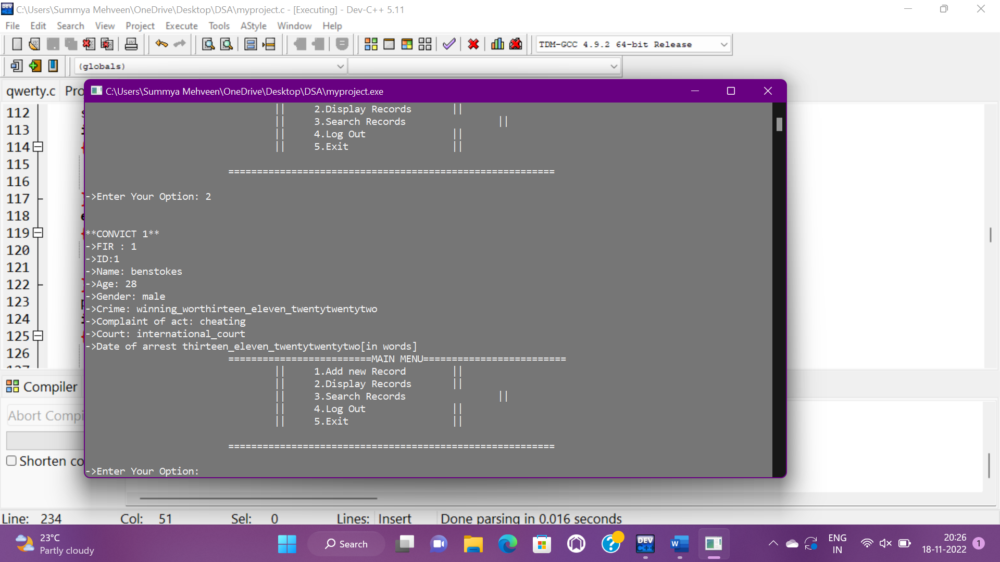 C:\Users\Summya Mehveen\OneDrive\Desktop\DSA\myproject.c - [Executing] - Dev-C++ 5.11
File Edit Search View Project Execute Tools AStyle Window Help
TDM-GCC 4.9.2 64-bit Release
(globals)
qwerty.c Pro
C:\Users\Summya Mehveen\OneDrive\Desktop\DSA\myproject.exe
112
113
114
115
116
117
118
119
120
121
122
123
124
125
126
|| 2.Display Records ||
|| 3.Search Records ||
|| 4.Log Out ||
|| 5.Exit ||
=========================================================
->Enter Your Option: 2
**CONVICT 1**
->FIR : 1
->ID:1
->Name: benstokes
->Age: 28
->Gender: male
->Crime: winning_worthirteen_eleven_twentytwentytwo
->Complaint of act: cheating
->Court: international_court
->Date of arrest thirteen_eleven_twentytwentytwo[in words]
=========================MAIN MENU=========================
|| 1.Add new Record ||
|| 2.Display Records ||
|| 3.Search Records ||
|| 4.Log Out ||
|| 5.Exit ||
=========================================================
->Enter Your Option:
Compiler
Abort Compi
Shorten co
Line: 234 Col: 51 Sel: 0 Lines: Insert Done parsing in 0.016 seconds
23°C
Partly cloudy
Search
DEV
C++
W
ENG
IN
20:26
18-11-2022
1